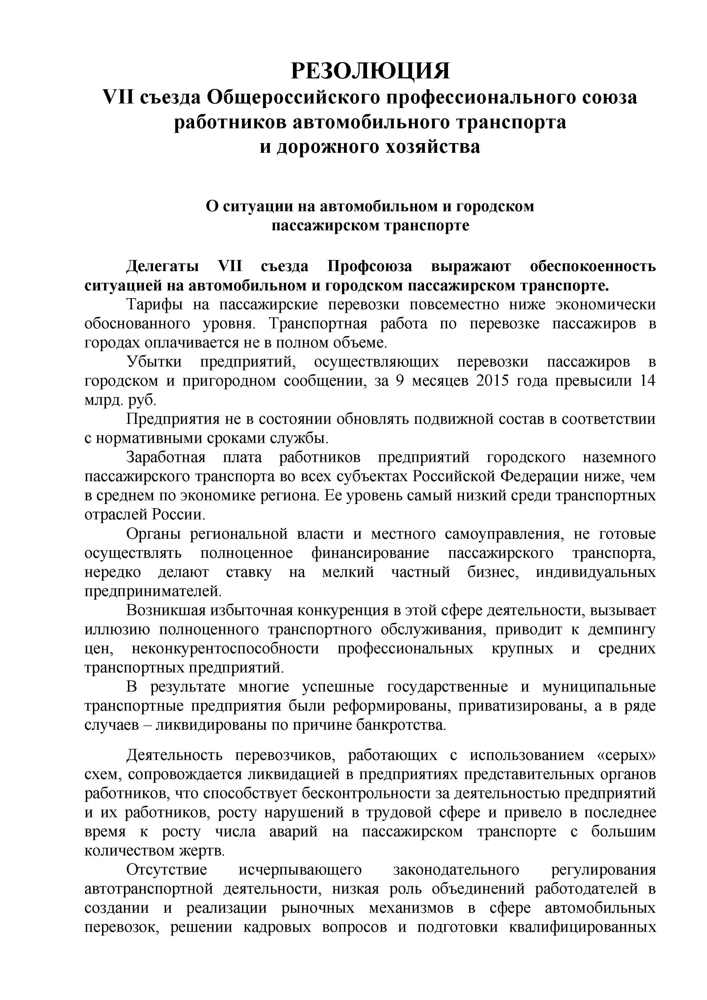 РЕЗОЛЮЦИЯ
VII съезда Общероссийского профессионального союза
работников автомобильного транспорта
и дорожного хозяйства
О ситуации на автомобильном и городском
пассажирском транспорте
Делегаты VII съезда Профсоюза выражают обеспокоенность
ситуацией на автомобильном и городском пассажирском транспорте.
Тарифы на пассажирские перевозки повсеместно ниже экономически
обоснованного уровня. Транспортная работа по перевозке пассажиров в
городах оплачивается не в полном объеме.
Убытки предприятий, осуществляющих перевозки пассажиров в
городском и пригородном сообщении, за 9 месяцев 2015 года превысили 14
млрд. руб.
Предприятия не в состоянии обновлять подвижной состав в соответствии
с нормативными сроками службы.
Заработная плата работников предприятий городского наземного
пассажирского транспорта во всех субъектах Российской Федерации ниже, чем
в среднем по экономике региона. Ее уровень самый низкий среди транспортных
отраслей России.
Органы региональной власти и местного самоуправления, не готовые
осуществлять полноценное финансирование пассажирского транспорта,
нередко делают ставку на мелкий частный бизнес, индивидуальных
предпринимателей.
Возникшая избыточная конкуренция в этой сфере деятельности, вызывает
иллюзию полноценного транспортного обслуживания, приводит к демпингу
цен, неконкурентоспособности профессиональных крупных и средних
транспортных предприятий.
В результате многие успешные государственные и муниципальные
транспортные предприятия были реформированы, приватизированы, а в ряде
случаев – ликвидированы по причине банкротства.
Деятельность перевозчиков, работающих с использованием «серых»
схем, сопровождается ликвидацией в предприятиях представительных органов
работников, что способствует бесконтрольности за деятельностью предприятий
и их работников, росту нарушений в трудовой сфере и привело в последнее
время к росту числа аварий на пассажирском транспорте с большим
количеством жертв.
Отсутствие исчерпывающего законодательного регулирования
автотранспортной деятельности, низкая роль объединений работодателей в
создании и реализации рыночных механизмов в сфере автомобильных
перевозок, решении кадровых вопросов и подготовки квалифицированных